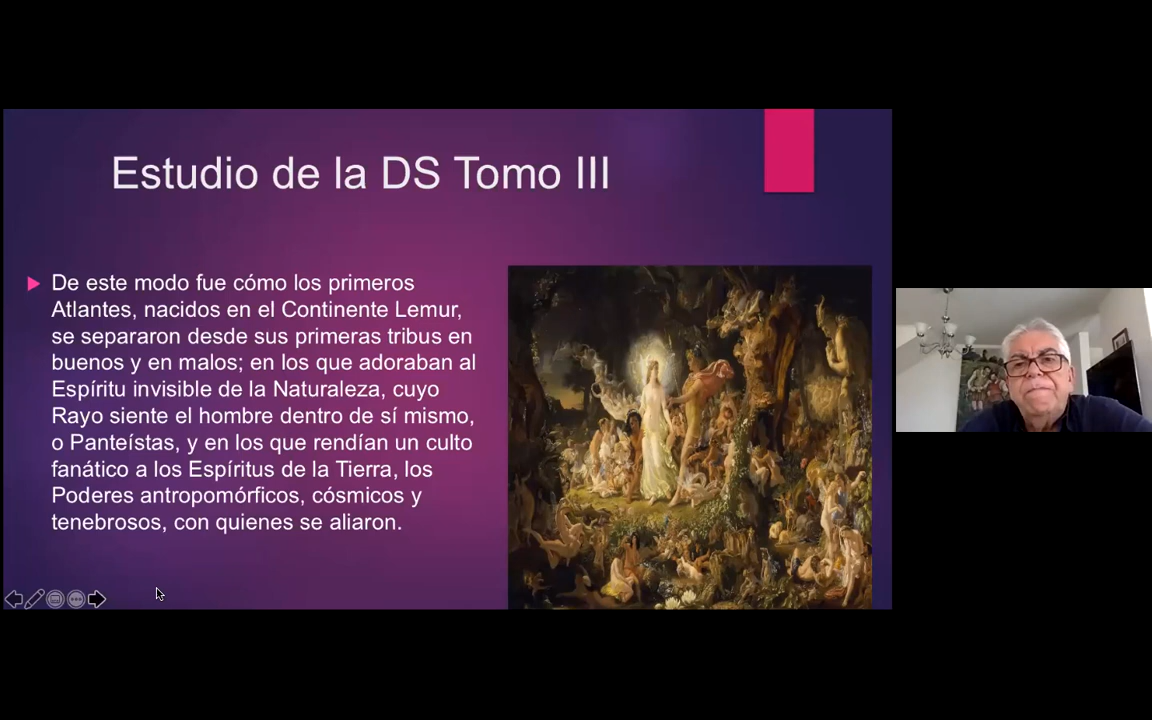 Estudio de la DS Tomo III
De este modo fue cómo los primeros
Atlantes, nacidos en el Continente Lemur,
se separaron desde sus primeras tribus en
buenos y en malos; en los que adoraban al
Espíritu invisible de la Naturaleza, cuyo
Rayo siente el hombre dentro de sí mismo,
o Panteístas, y en los que rendían un culto
fanático a los Espíritus de la Tierra, los
Poderes antropomórficos, cósmicos y
tenebrosos, con quienes se aliaron.